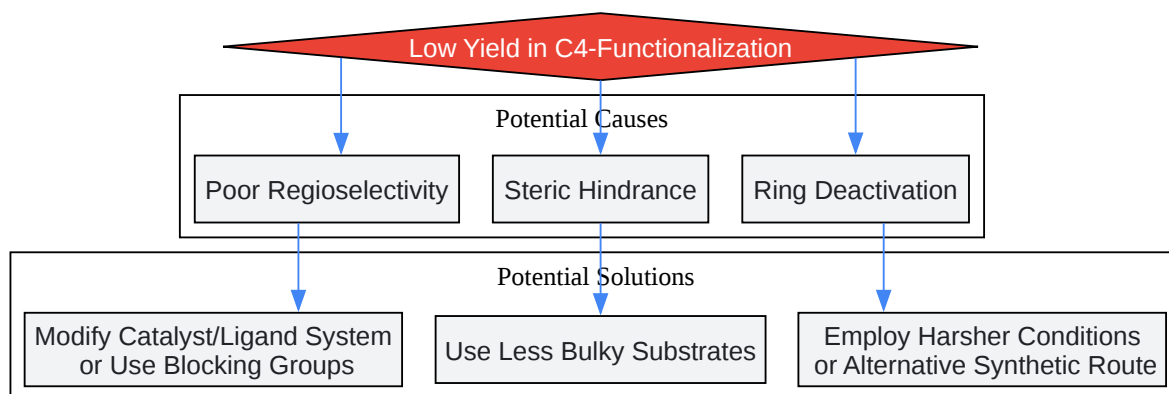 Low Yield in C4-Functionalization
Potential Causes
Poor Regioselectivity
Steric Hindrance
Ring Deactivation
Potential Solutions
Modify Catalyst/Ligand System
or Use Blocking Groups
Use Less Bulky Substrates
Employ Harsher Conditions
or Alternative Synthetic Route